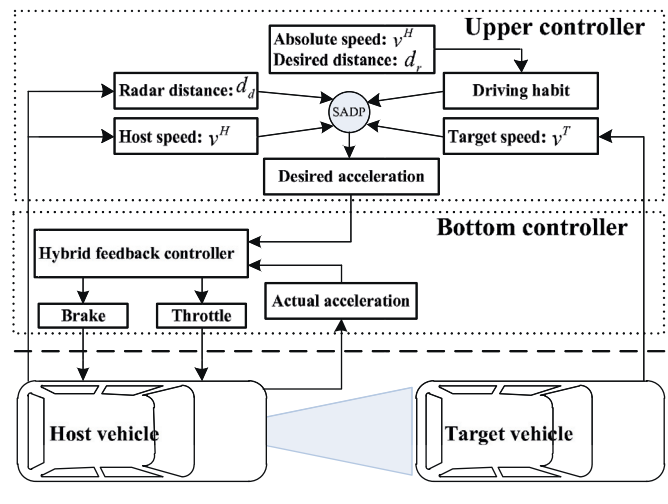 Upper controller
Absolute speed: v^H
Desired distance: d_r
Radar distance: d_d
Driving habit
SADP
Host speed: v^H
Target speed: v^T
Desired acceleration
Bottom controller
Hybrid feedback controller
Actual acceleration
Brake
Throttle
Host vehicle
Target vehicle